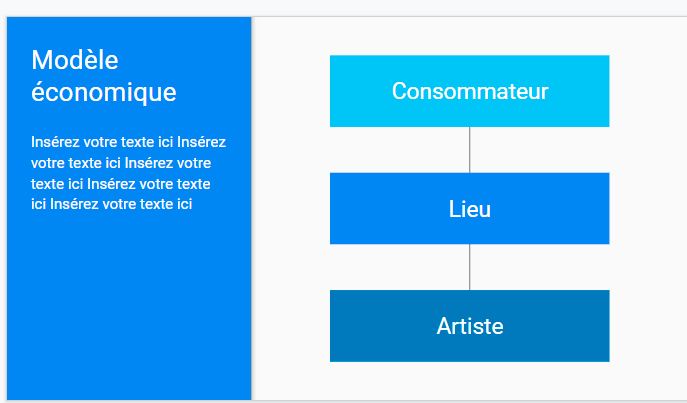 Modèle
économique
Insérez votre texte ici Insérez
votre texte ici Insérez votre
texte ici Insérez votre texte
ici Insérez votre texte ici
Consommateur
Lieu
Artiste